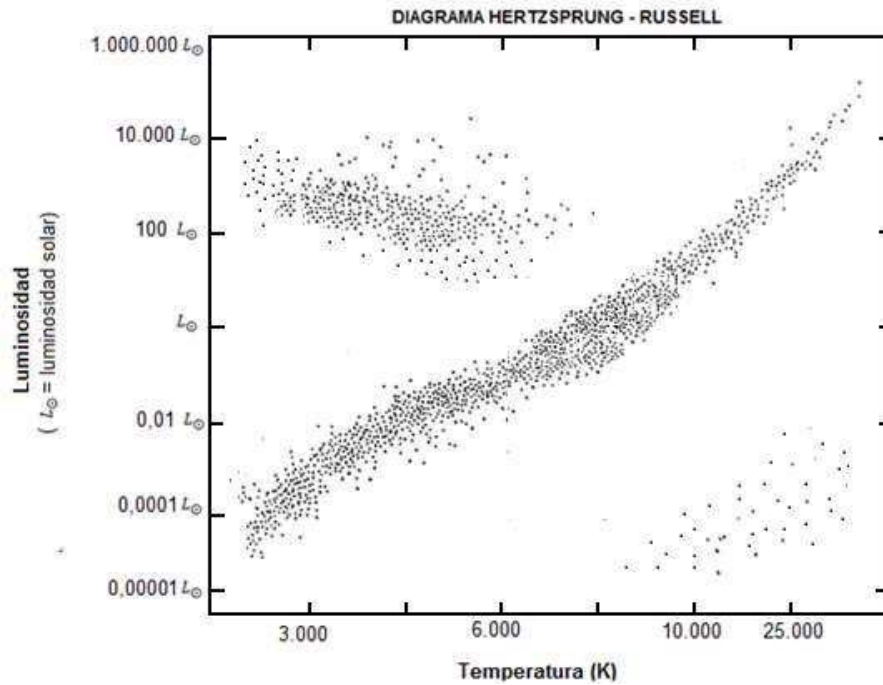 DIAGRAMA HERTZSPRUNG - RUSSELL
1.000.000 L☉
10.000 L☉
100 L☉
L☉
0.01 L☉
0,0001 L☉
0,00001 L☉
Luminosidad
( L☉ = luminosidad solar)
3.000 6.000 10.000 25.000
Temperatura (K)